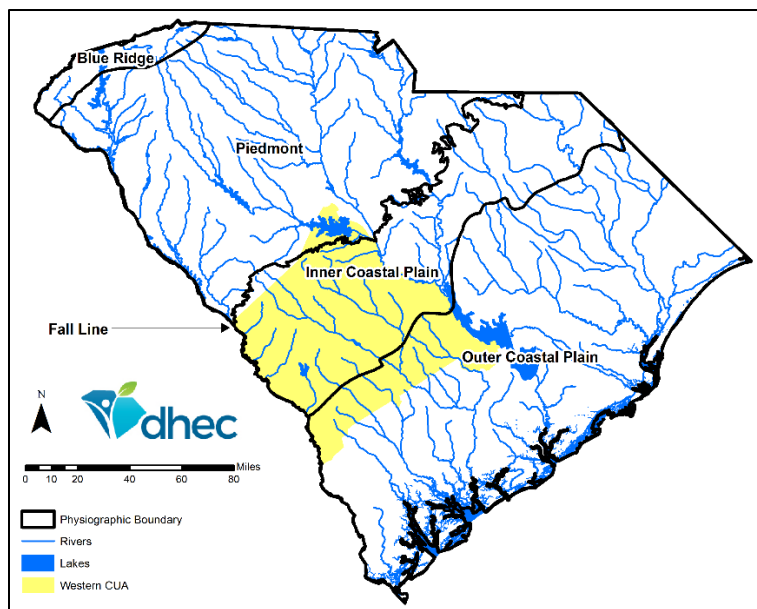 Blue Ridge
Piedmont
Inner Coastal Plain
Fall Line
Outer Coastal Plain
N
dhec
Miles
0 10 20 40 60 80
Physiographic Boundary
Rivers
Lakes
Western CUA